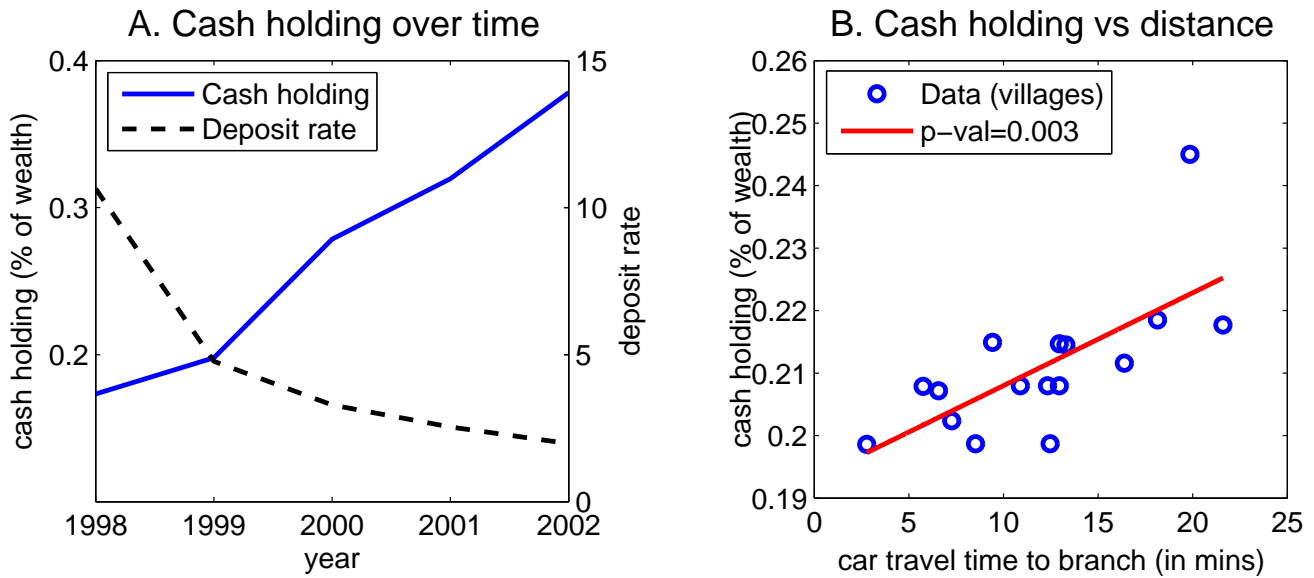 A. Cash holding over time
0.4
0.3
0.2
cash holding (% of wealth)
Cash holding
Deposit rate
15
10
5
0
deposit rate
1998 1999 2000 2001 2002
year
B. Cash holding vs distance
0.26
0.25
0.24
0.23
0.22
0.21
0.2
0.19
cash holding (% of wealth)
Data (villages)
p−val=0.003
0 5 10 15 20 25
car travel time to branch (in mins)